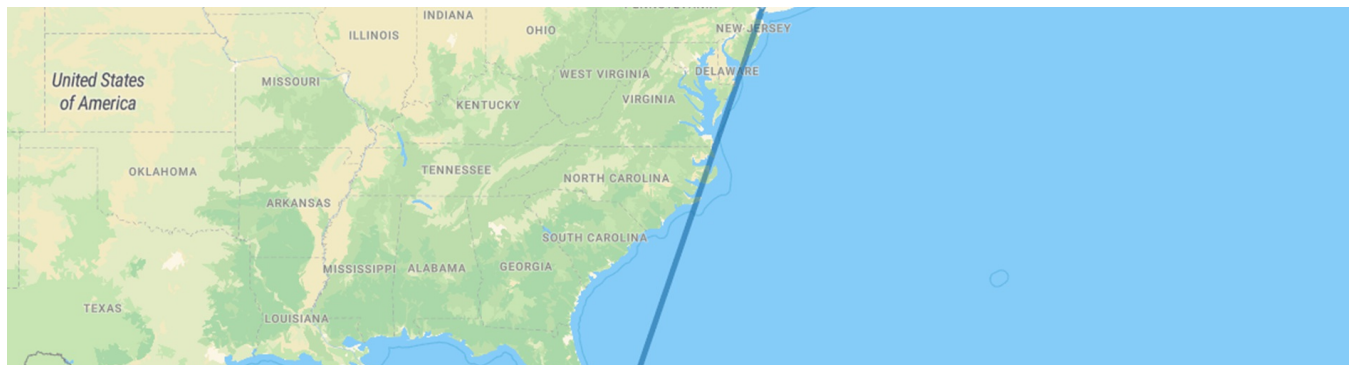 INDIANA
OHIO
NEW JERSEY
ILLINOIS
United States
of America
MISSOURI
WEST VIRGINIA
DELAWARE
KENTUCKY
VIRGINIA
OKLAHOMA
TENNESSEE
NORTH CAROLINA
ARKANSAS
SOUTH CAROLINA
MISSISSIPPI
ALABAMA
GEORGIA
TEXAS
LOUISIANA